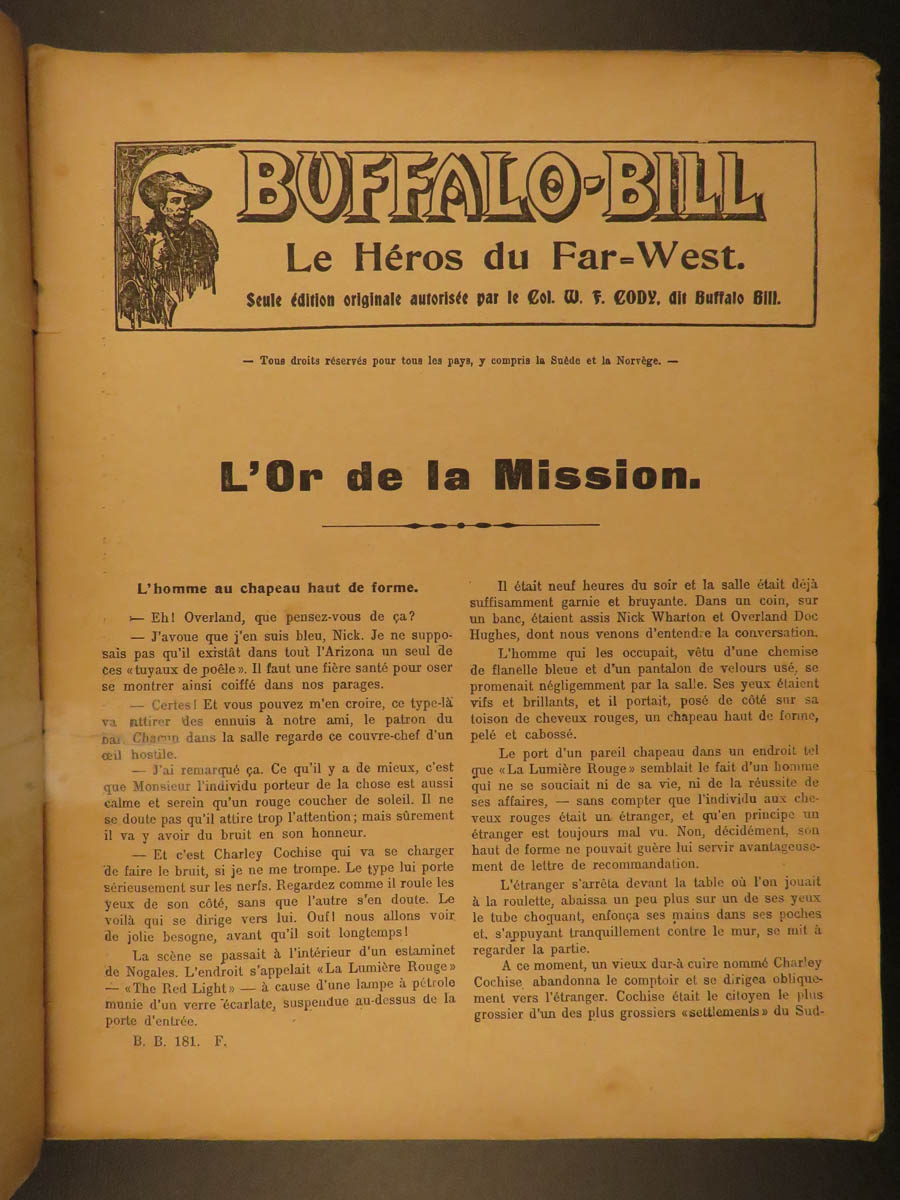 BUFFALO-BILL
Le Héros du Far=West.
Seule édition originale autorisée par le Col. W. F. CODY, dit Buffalo Bill.
— Tous droits réservés pour tous les pays, y compris la Suède et la Norvège. —
L'Or de la Mission.
L'homme au chapeau haut de forme.
— Eh! Overland, que pensez-vous de ça?
— J'avoue que j'en suis bleu, Nick. Je ne suppo-
sais pas qu'il existât dans tout l'Arizona un seul de
ces «tuyaux de poêle». Il faut une fière santé pour oser
se montrer ainsi coiffé dans nos parages.
— Certes! Et vous pouvez m'en croire, ce type-là
va attirer des ennuis à notre ami, le patron du
bar. Chacun dans la salle regarde ce couvre-chef d'un
œil hostile.
— J'ai remarqué ça. Ce qu'il y a de mieux, c'est
que Monsieur l'individu porteur de la chose est aussi
calme et serein qu'un rouge coucher de soleil. Il ne
se doute pas qu'il attire trop l'attention; mais sûrement
il va y avoir du bruit en son honneur.
— Et c'est Charley Cochise qui va se charger
de faire le bruit, si je ne me trompe. Le type lui porte
sérieusement sur les nerfs. Regardez comme il roule les
yeux de son côté, sans que l'autre s'en doute. Le
voilà qui se dirige vers lui. Ouf! nous allons voir
de jolie besogne, avant qu'il soit longtemps!
La scène se passait à l'intérieur d'un estaminet
de Nogales. L'endroit s'appelait «La Lumière Rouge»
— «The Red Light» — à cause d'une lampe à pétrole
munie d'un verre écarlate, suspendue au-dessus de la
porte d'entrée.
B. B. 181. F.
Il était neuf heures du soir et la salle était déjà
suffisamment garnie et bruyante. Dans un coin, sur
un banc, étaient assis Nick Wharton et Overland Doc
Hughes, dont nous venons d'entendre la conversation.
L'homme qui les occupait, vêtu d'une chemise
de flanelle bleue et d'un pantalon de velours usé, se
promenait négligemment par la salle. Ses yeux étaient
vifs et brillants, et il portait, posé de côté sur sa
toison de cheveux rouges, un chapeau haut de forme,
pelé et cabossé.
Le port d'un pareil chapeau dans un endroit tel
que «La Lumière Rouge» semblait le fait d'un homme
qui ne se souciait ni de sa vie, ni de la réussite de
ses affaires, — sans compter que l'individu aux che-
veux rouges était un étranger, et qu'en principe un
étranger est toujours mal vu. Non, décidément, son
haut de forme ne pouvait guère lui servir avantageuse-
ment de lettre de recommandation.
L'étranger s'arrêta devant la table où l'on jouait
à la roulette, abaissa un peu plus sur un de ses yeux
le tube choquant, enfonça ses mains dans ses poches
et, s'appuyant tranquillement contre le mur, se mit à
regarder la partie.
A ce moment, un vieux dur-à cuire nommé Charley
Cochise abandonna le comptoir et se dirigea oblique-
ment vers l'étranger. Cochise était le citoyen le plus
grossier d'un des plus grossiers «settlements» du Sud-